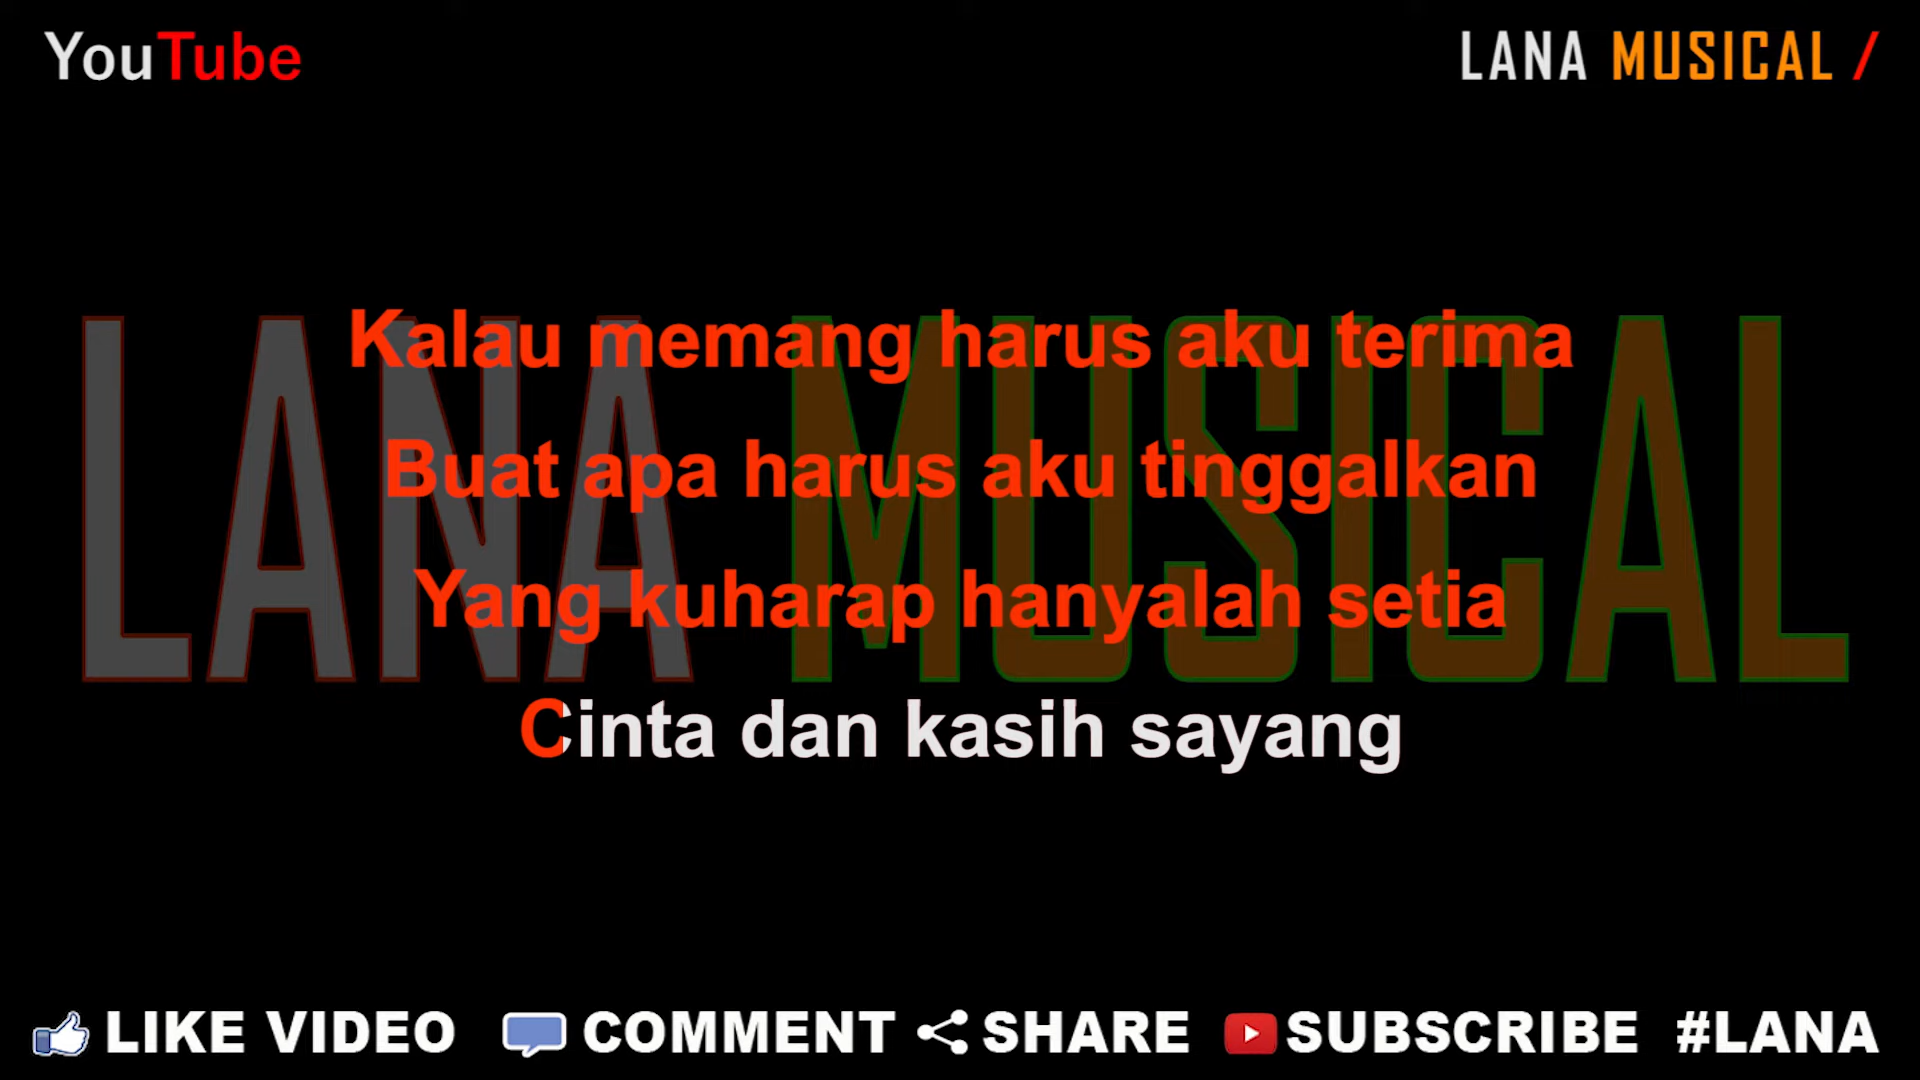 YouTube
LANA MUSICAL /
LANA MUSICAL
Kalau memang harus aku terima
Buat apa harus aku tinggalkan
Yang kuharap hanyalah setia
Cinta dan kasih sayang
LIKE VIDEO COMMENT SHARE SUBSCRIBE #LANA